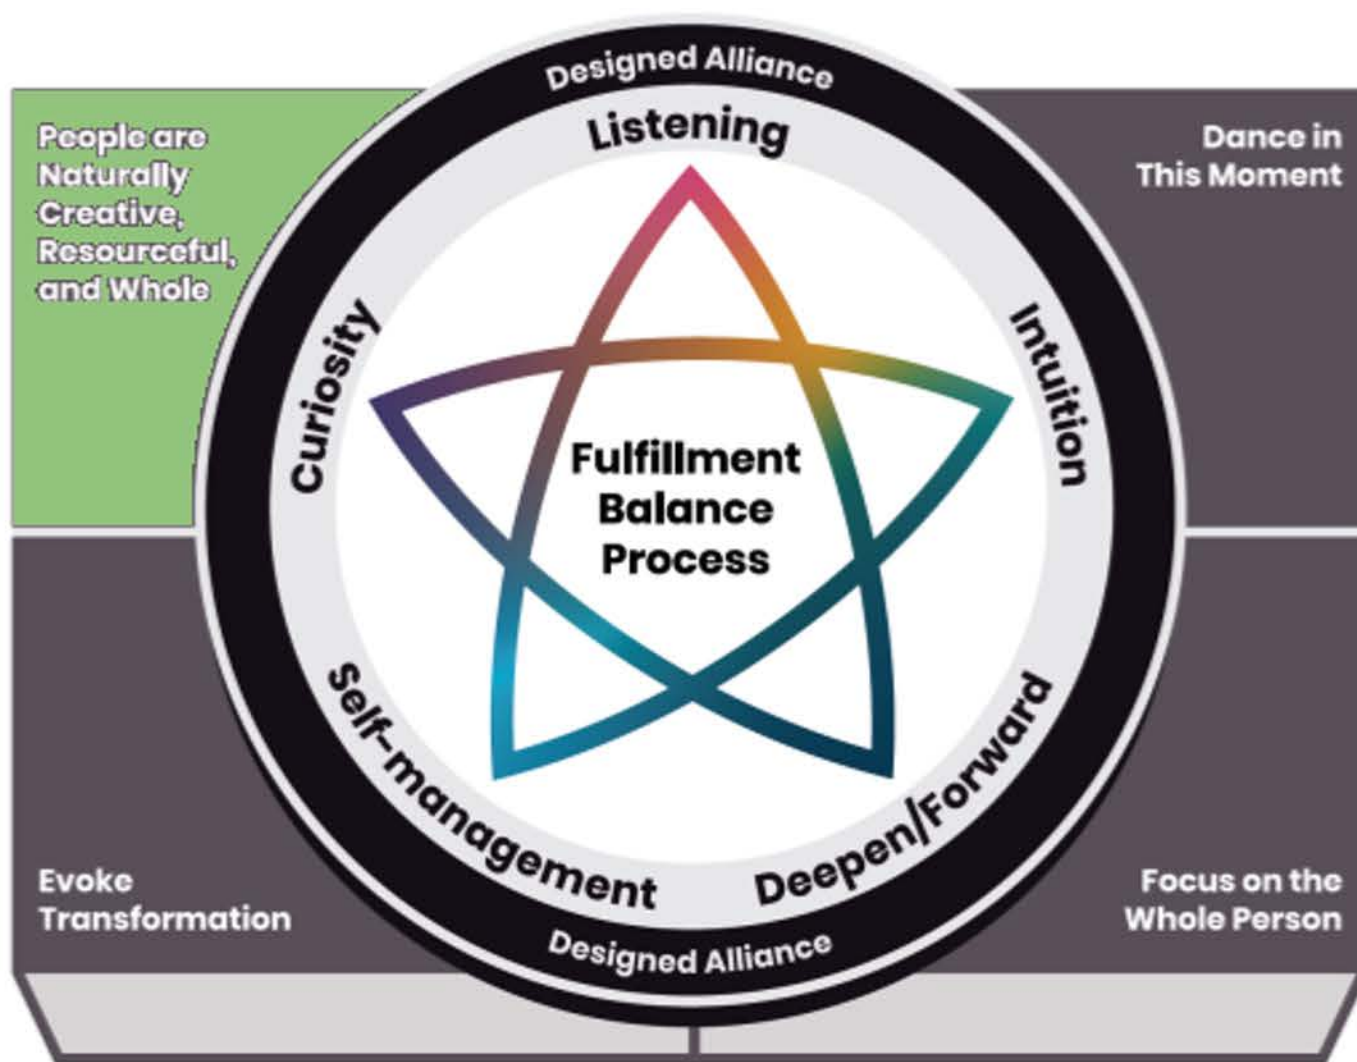 Designed Alliance
Listening
People are
Naturally
Creative,
Resourceful,
and Whole
Dance in
This Moment
Curiosity
Intuition
Fulfillment
Balance
Process
Self-management
Deepen/Forward
Evoke
Transformation
Focus on the
Whole Person
Designed Alliance